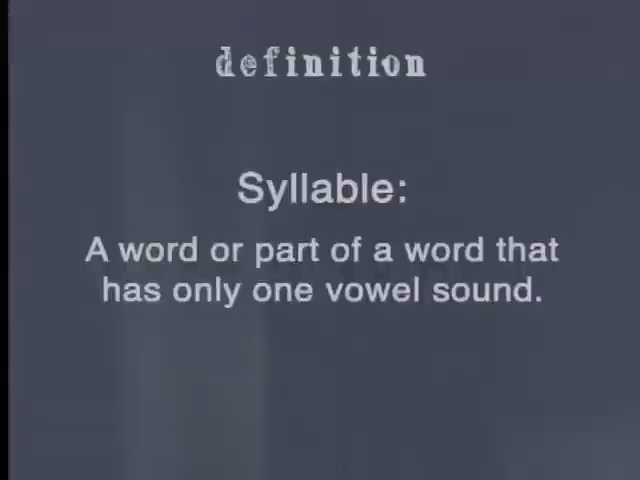 definition
Syllable:
A word or part of a word that
has only one vowel sound.